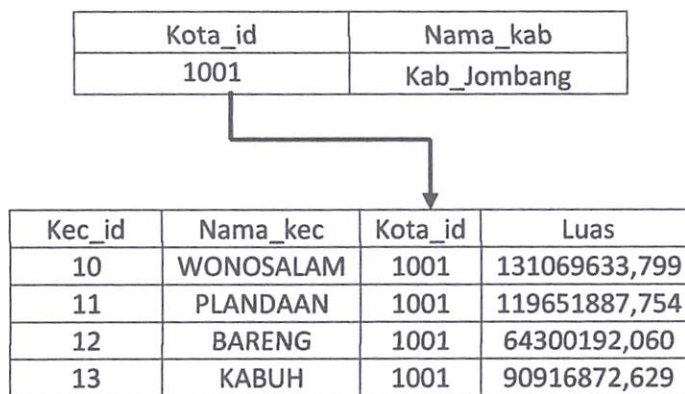 Kota_id Nama_kab
1001 Kab_Jombang
Kec_id Nama_kec Kota_id Luas
10 WONOSALAM 1001 131069633,799
11 PLANDAAN 1001 119651887,754
12 BARENG 1001 64300192,060
13 KABUH 1001 90916872,629